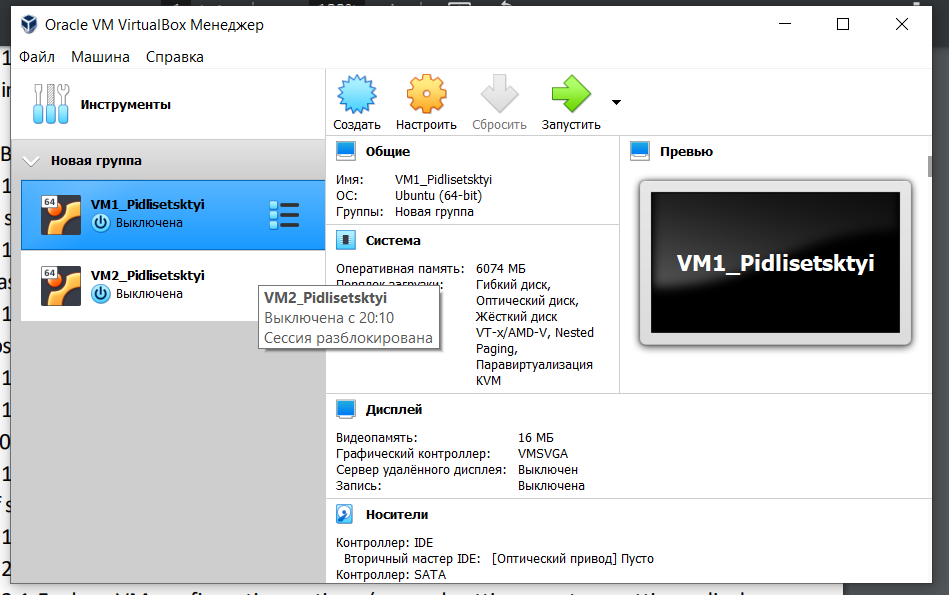 Oracle VM VirtualBox Менеджер
Файл Машина Справка
Инструменты
Создать Настроить Сбросить Запустить
Новая группа
64
VM1_Pidlisetsktyi
Выключена
64
VM2_Pidlisetsktyi
Выключена
VM2_Pidlisetsktyi
Выключена с 20:10
Сессия разблокирована
Общие
Имя: VM1_Pidlisetsktyi
ОС: Ubuntu (64-bit)
Группы: Новая группа
Система
Оперативная память: 6074 МБ
Порядок загрузки: Гибкий диск,
Оптический диск,
Жёсткий диск
VT-x/AMD-V, Nested
Paging,
Паравиртуализация
KVM
Превью
VM1_Pidlisetsktyi
Дисплей
Видеопамять: 16 МБ
Графический контроллер: VMSVGA
Сервер удалённого дисплея: Выключен
Запись: Выключена
Носители
Контроллер: IDE
Вторичный мастер IDE: [Оптический привод] Пусто
Контроллер: SATA